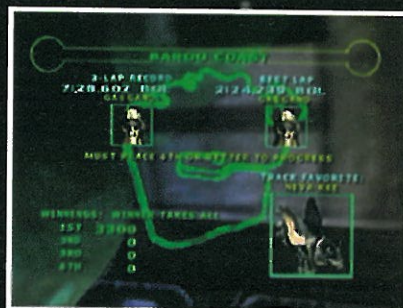 BAROO COAST
3-LAP RECORD
BEST LAP
MUST PLACE 4TH OR BETTER TO PROGRESS
TRACK FAVORITE:
NEVA KEE
WINNINGS: WINNER TAKES ALL
1ST 3300
2ND 0
3RD 0
4TH 0